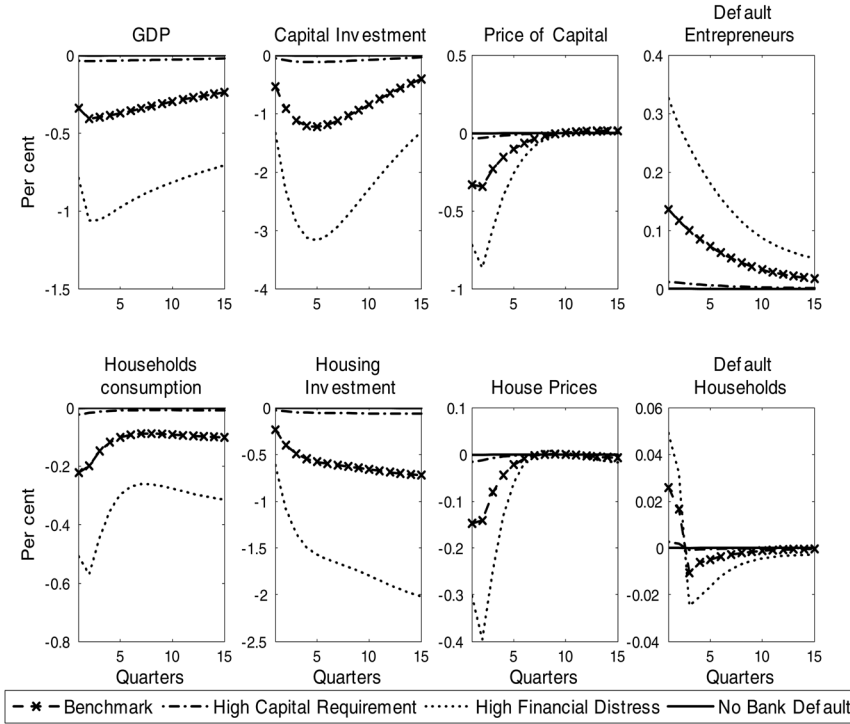 GDP
Capital Investment
Price of Capital
Default
Entrepreneurs
Per cent
0
-0.5
-1
-1.5
5 10 15
0
-1
-2
-3
-4
5 10 15
0.5
0
-0.5
-1
5 10 15
0.4
0.3
0.2
0.1
0
5 10 15
Households
consumption
Housing
Investment
House Prices
Default
Households
Per cent
0
-0.2
-0.4
-0.6
-0.8
5 10 15
Quarters
0
-0.5
-1
-1.5
-2
-2.5
5 10 15
Quarters
0.1
0
-0.1
-0.2
-0.3
-0.4
5 10 15
Quarters
0.06
0.04
0.02
0
-0.02
-0.04
5 10 15
Quarters
Benchmark High Capital Requirement High Financial Distress No Bank Defaul